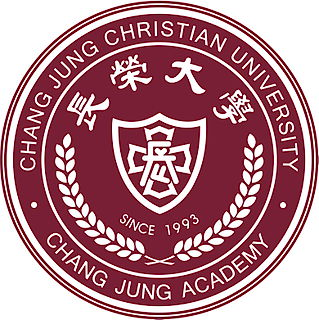 CHANG JUNG CHRISTIAN UNIVERSITY
長榮大學
SINCE 1993
CHANG JUNG ACADEMY